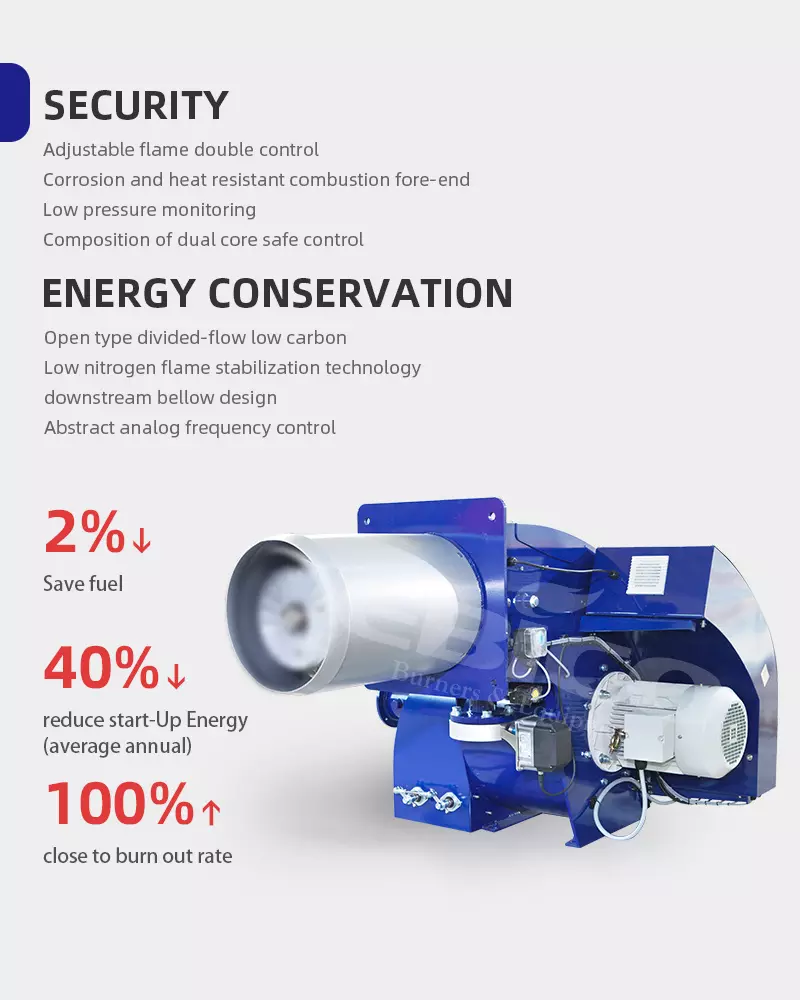 SECURITY
Adjustable flame double control
Corrosion and heat resistant combustion fore-end
Low pressure monitoring
Composition of dual core safe control
ENERGY CONSERVATION
Open type divided-flow low carbon
Low nitrogen flame stabilization technology
downstream bellow design
Abstract analog frequency control
2%↓
Save fuel
40%↓
reduce start-Up Energy
(average annual)
100%↑
close to burn out rate
EBICO
Burners & Equip